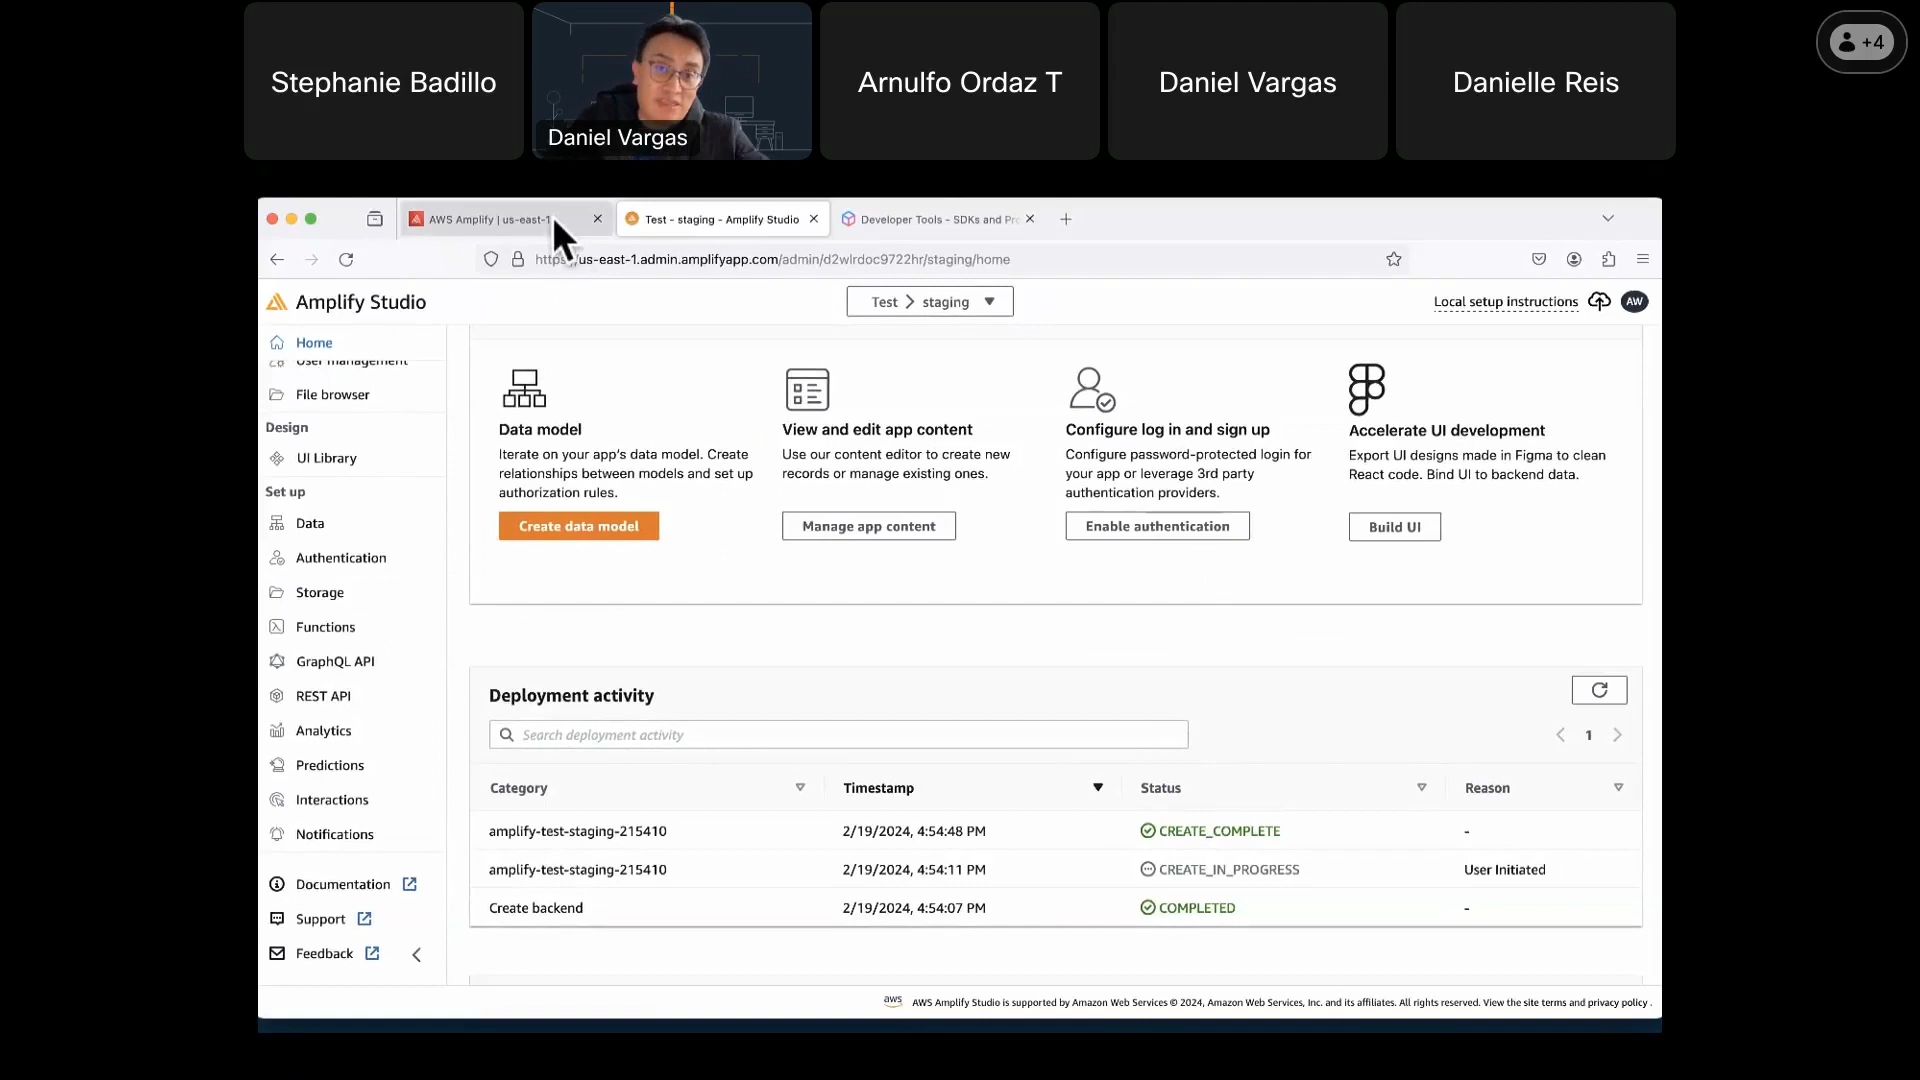 Stephanie Badillo
Daniel Vargas
Arnulfo Ordaz T
Daniel Vargas
Danielle Reis
+4
AWS Amplify | us-east-1
Test - staging - Amplify Studio
Developer Tools - SDKs and Pr
us-east-1.admin.amplifyapp.com/admin/d2wlrdoc9722hr/staging/home
Amplify Studio
Test > staging
Local setup instructions
AW
Home
User management
File browser
Design
UI Library
Set up
Data
Authentication
Storage
Functions
GraphQL API
REST API
Analytics
Predictions
Interactions
Notifications
Documentation
Support
Feedback
Data model
Iterate on your app's data model. Create
relationships between models and set up
authorization rules.
Create data model
View and edit app content
Use our content editor to create new
records or manage existing ones.
Manage app content
Configure log in and sign up
Configure password-protected login for
your app or leverage 3rd party
authentication providers.
Enable authentication
Accelerate UI development
Export UI designs made in Figma to clean
React code. Bind UI to backend data.
Build UI
Deployment activity
Search deployment activity
1
Category Timestamp Status Reason
amplify-test-staging-215410 2/19/2024, 4:54:48 PM CREATE_COMPLETE -
amplify-test-staging-215410 2/19/2024, 4:54:11 PM CREATE_IN_PROGRESS User Initiated
Create backend 2/19/2024, 4:54:07 PM COMPLETED -
aws AWS Amplify Studio is supported by Amazon Web Services © 2024, Amazon Web Services, Inc. and its affiliates. All rights reserved. View the site terms and privacy policy .